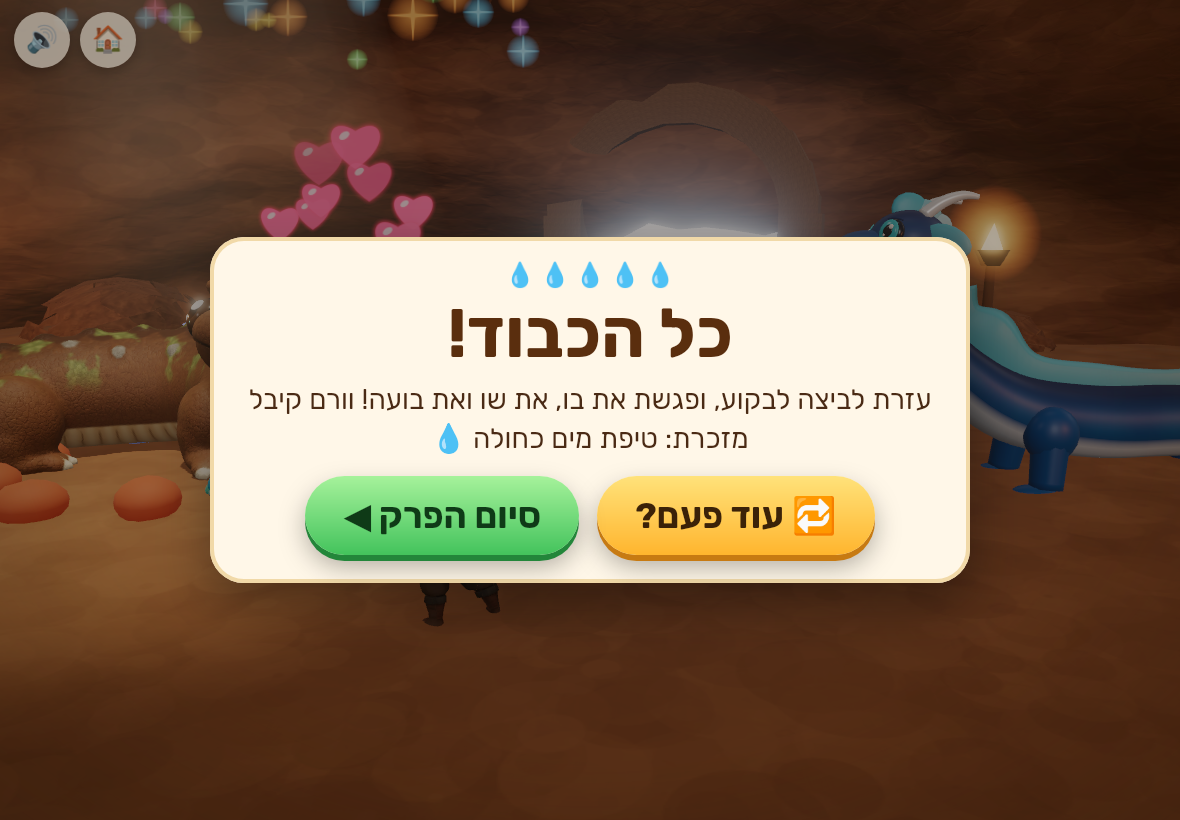 כל הכבוד!
עזרת לביצה לבקוע, ופגשת את בו, את שו ואת בועה! וורם קיבל
מזכרת: טיפת מים כחולה 💧
🔁 עוד פעם?
סיום הפרק ◀